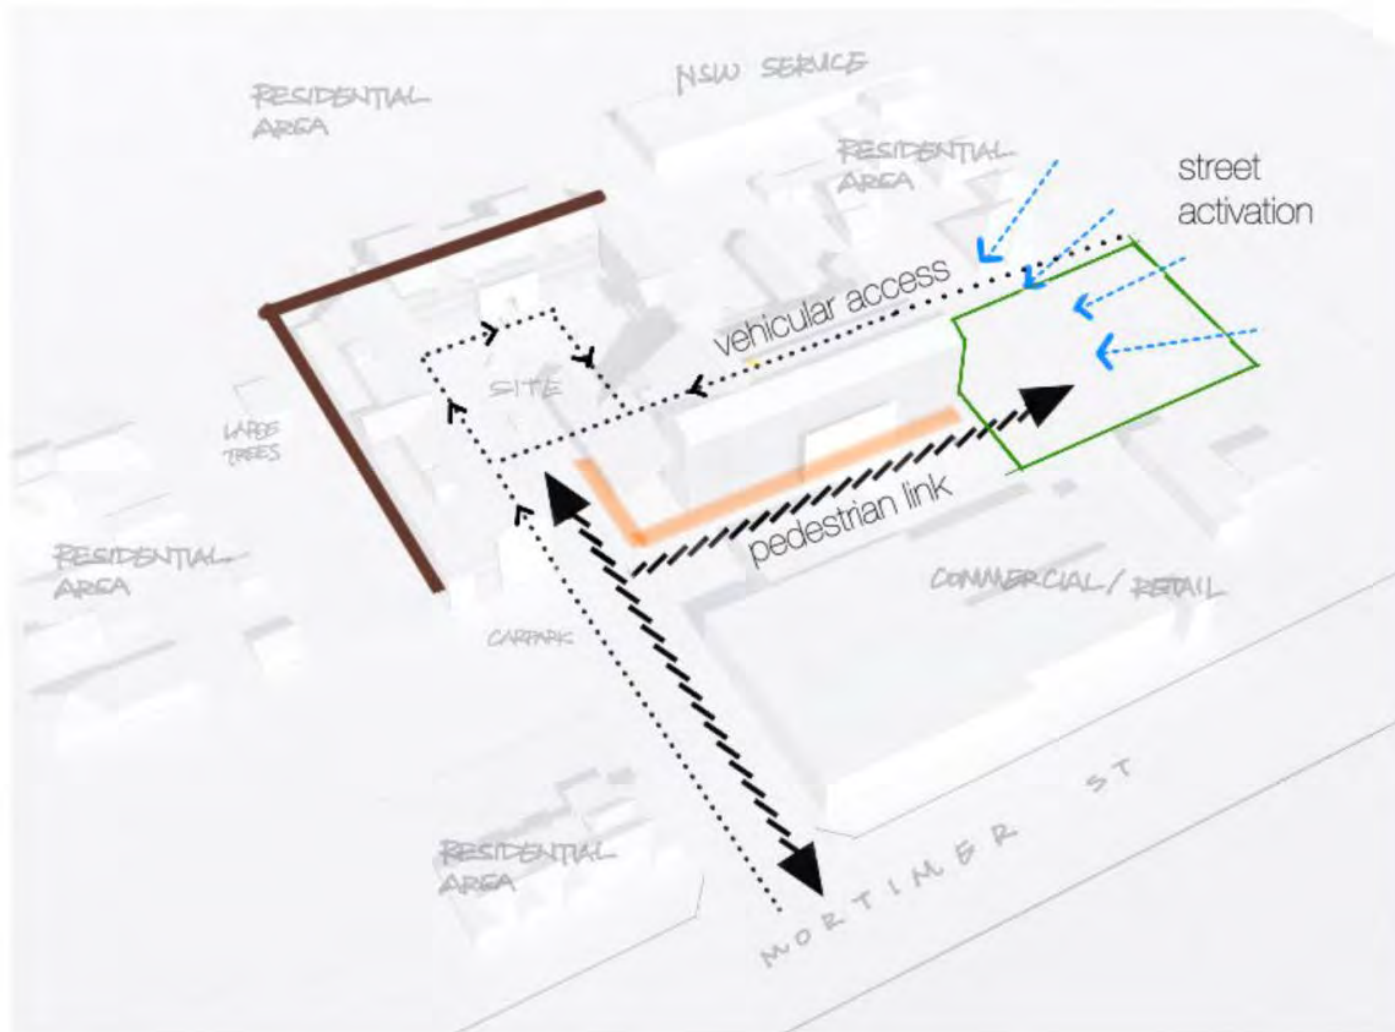 NSW SERVICE
RESIDENTIAL
AREA
RESIDENTIAL
AREA
street
activation
vehicular access
SITE
LARGE
TREES
pedestrian link
RESIDENTIAL
AREA
COMMERCIAL / RETAIL
CARPARK
RESIDENTIAL
AREA
MORTIMER ST